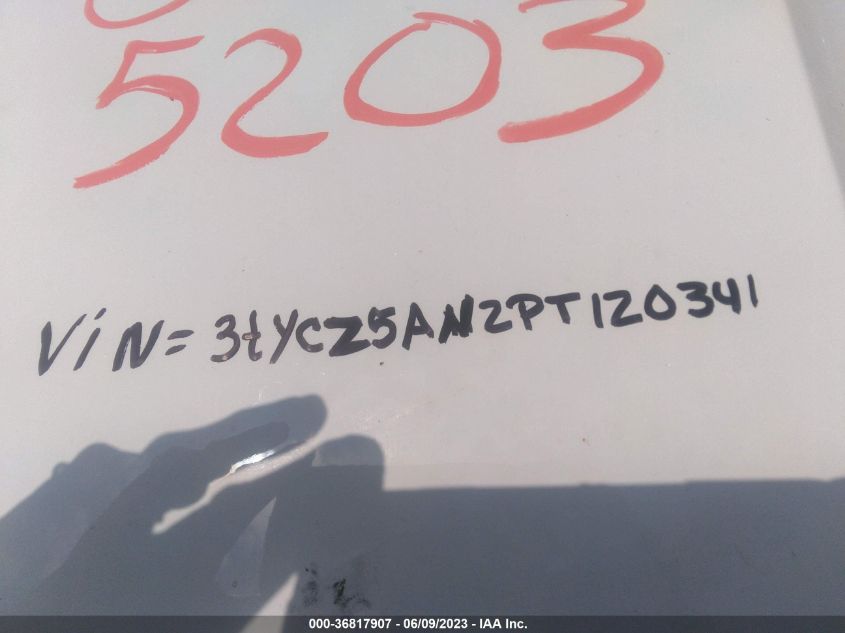 5203
ViN= 3tYCZ5AN2PT120341
000-36817907 - 06/09/2023 - IAA Inc.